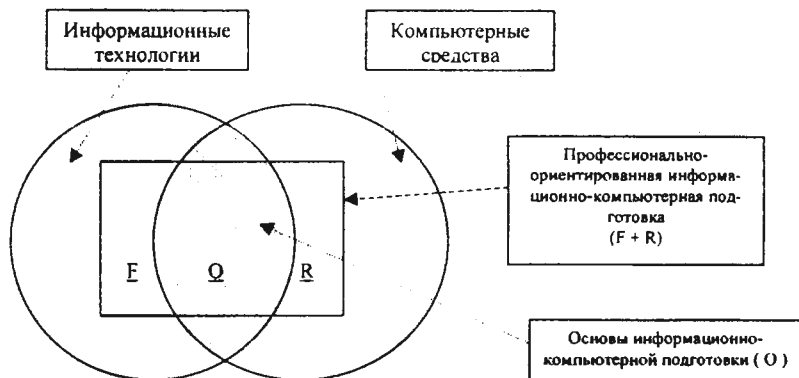 Информационные
технологии
Компьютерные
средства
Профессионально-
ориентированная информа-
ционно-компьютерная под-
готовка
(F + R)
F Q R
Основы информационно-
компьютерной подготовки ( О )